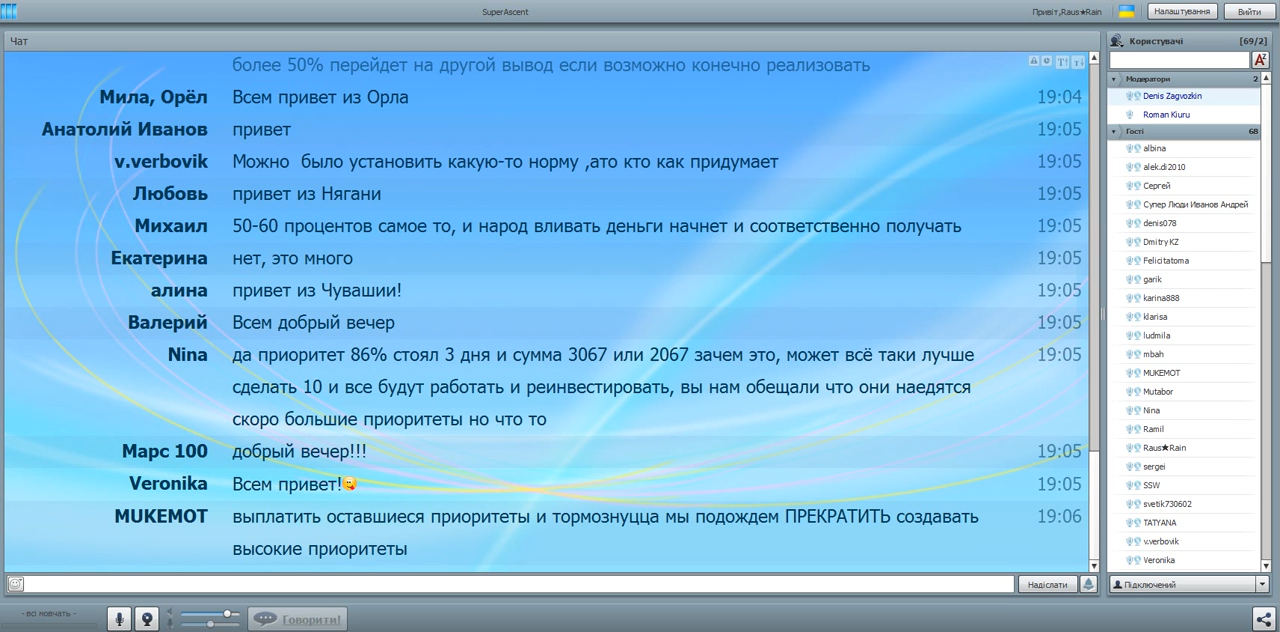 SuperAscent
Привіт,Raus★Rain
Налаштування
Вийти
Чат
более 50% перейдет на другой вывод если возможно конечно реализовать
Мила, Орёл Всем привет из Орла 19:04
Анатолий Иванов привет 19:05
v.verbovik Можно было установить какую-то норму ,ато кто как придумает 19:05
Любовь привет из Нягани 19:05
Михаил 50-60 процентов самое то, и народ вливать деньги начнет и соответственно получать 19:05
Екатерина нет, это много 19:05
алина привет из Чувашии! 19:05
Валерий Всем добрый вечер 19:05
Nina да приоритет 86% стоял 3 дня и сумма 3067 или 2067 зачем это, может всё таки лучше 19:05
сделать 10 и все будут работать и реинвестировать, вы нам обещали что они наедятся
скоро большие приоритеты но что то
Марс 100 добрый вечер!!! 19:05
Veronika Всем привет! 19:05
MUKEMOT выплатить оставшиеся приоритеты и тормознуцца мы подождем ПРЕКРАТИТЬ создавать 19:06
высокие приоритеты
Надіслати
- всі мовчать -
Говорити!
Користувачі [69/2]
Модератори 2
Denis Zagvozkin
Roman Kiuru
Гості 68
albina
alek.di2010
Сергей
Супер Люди Иванов Андрей
denis078
Dmitry KZ
Felicitatoma
garik
karina888
klarisa
ludmila
mbah
MUKEMOT
Mutabor
Nina
Ramil
Raus★Rain
sergei
SSW
svetik730602
TATYANA
v.verbovik
Veronika
Підключений